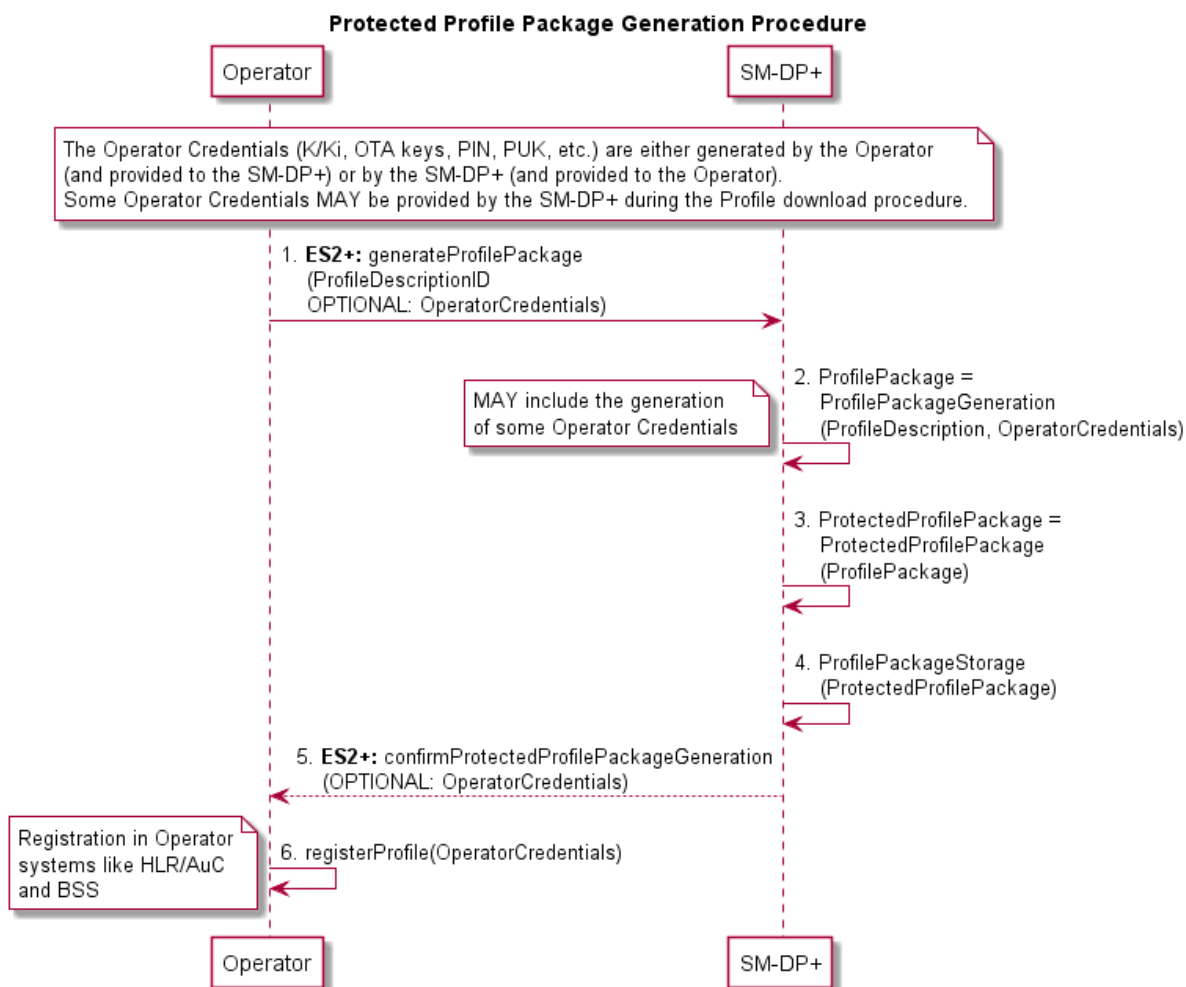 Protected Profile Package Generation Procedure
Operator
SM-DP+
The Operator Credentials (K/Ki, OTA keys, PIN, PUK, etc.) are either generated by the Operator
(and provided to the SM-DP+) or by the SM-DP+ (and provided to the Operator).
Some Operator Credentials MAY be provided by the SM-DP+ during the Profile download procedure.
1. ES2+: generateProfilePackage
(ProfileDescriptionID
OPTIONAL: OperatorCredentials)
MAY include the generation
of some Operator Credentials
2. ProfilePackage =
ProfilePackageGeneration
(ProfileDescription, OperatorCredentials)
3. ProtectedProfilePackage =
ProtectedProfilePackage
(ProfilePackage)
4. ProfilePackageStorage
(ProtectedProfilePackage)
5. ES2+: confirmProtectedProfilePackageGeneration
(OPTIONAL: OperatorCredentials)
Registration in Operator
systems like HLR/AuC
and BSS
6. registerProfile(OperatorCredentials)
Operator
SM-DP+